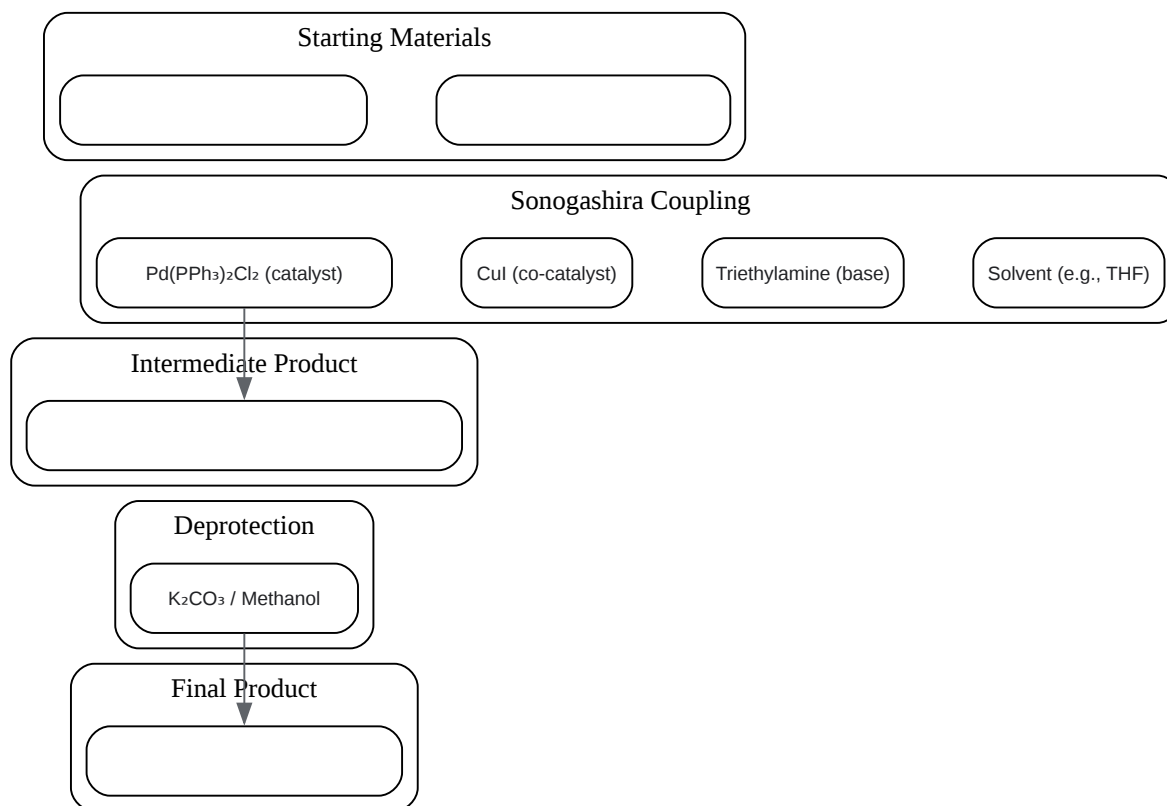 Starting Materials
Sonogashira Coupling
Pd(PPh₃)₂Cl₂ (catalyst)
CuI (co-catalyst)
Triethylamine (base)
Solvent (e.g., THF)
Intermediate Product
Deprotection
K₂CO₃ / Methanol
Final Product